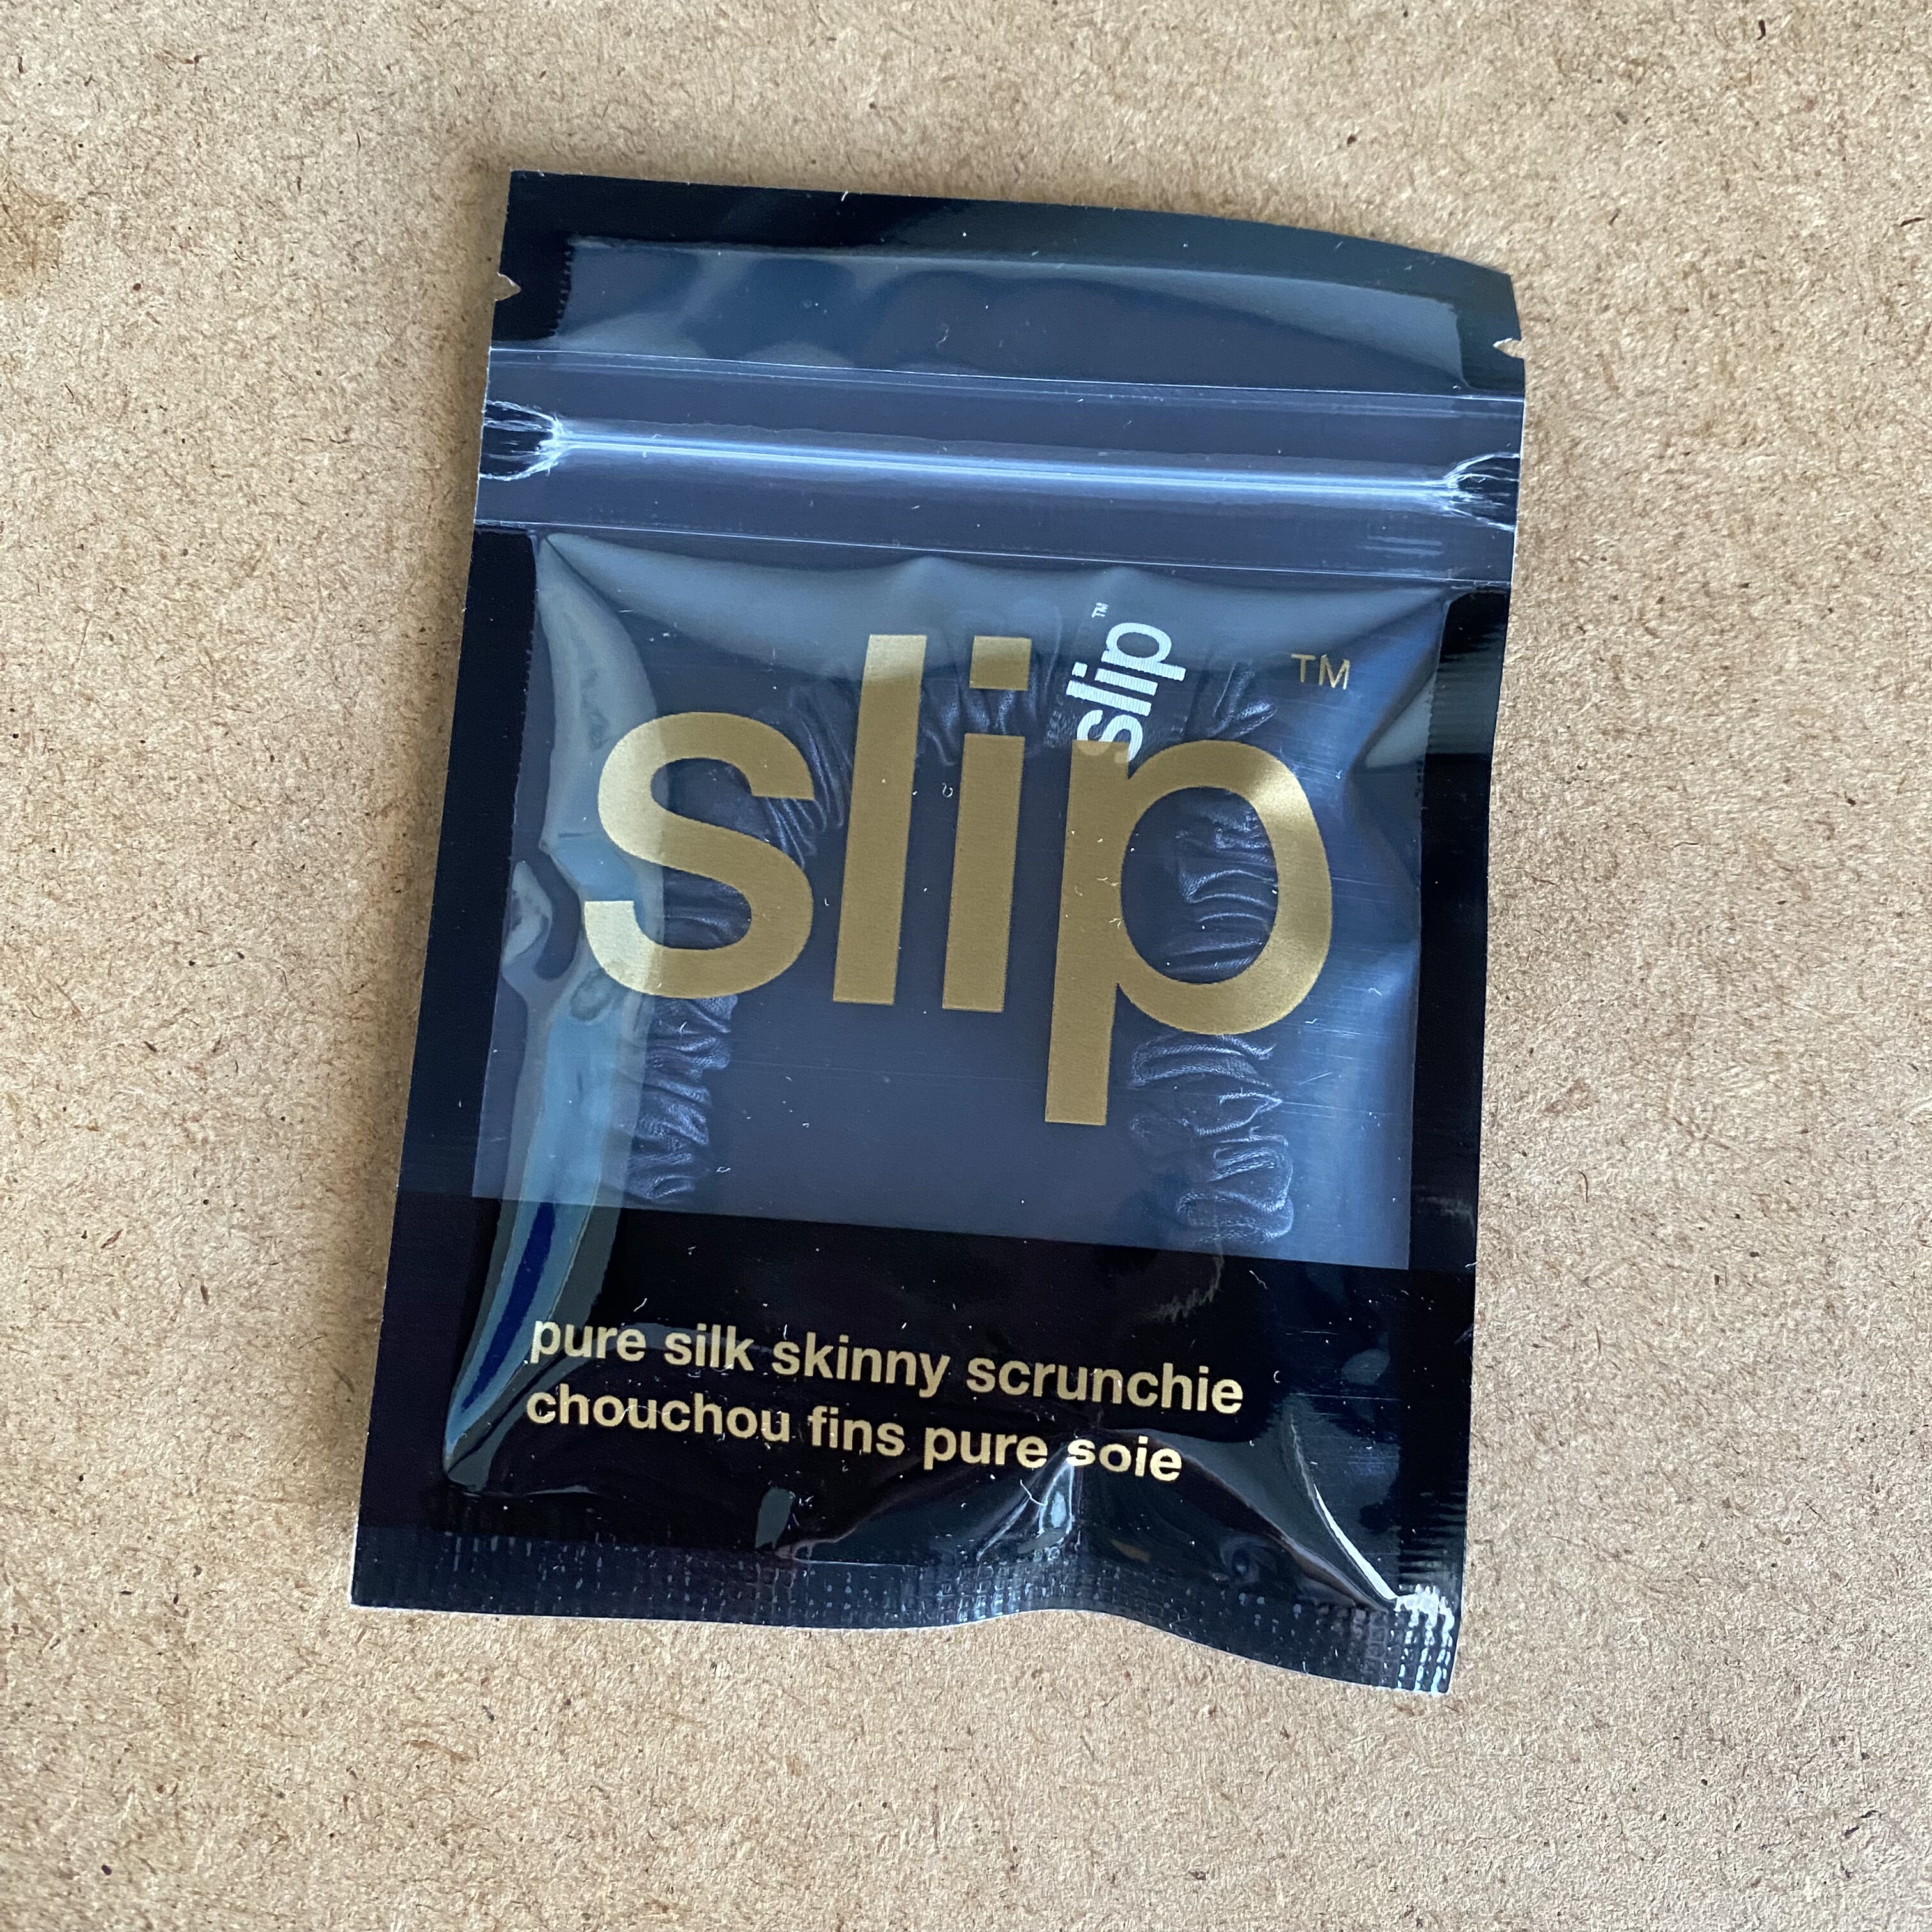 slip™
slip™
pure silk skinny scrunchie
chouchou fins pure soie